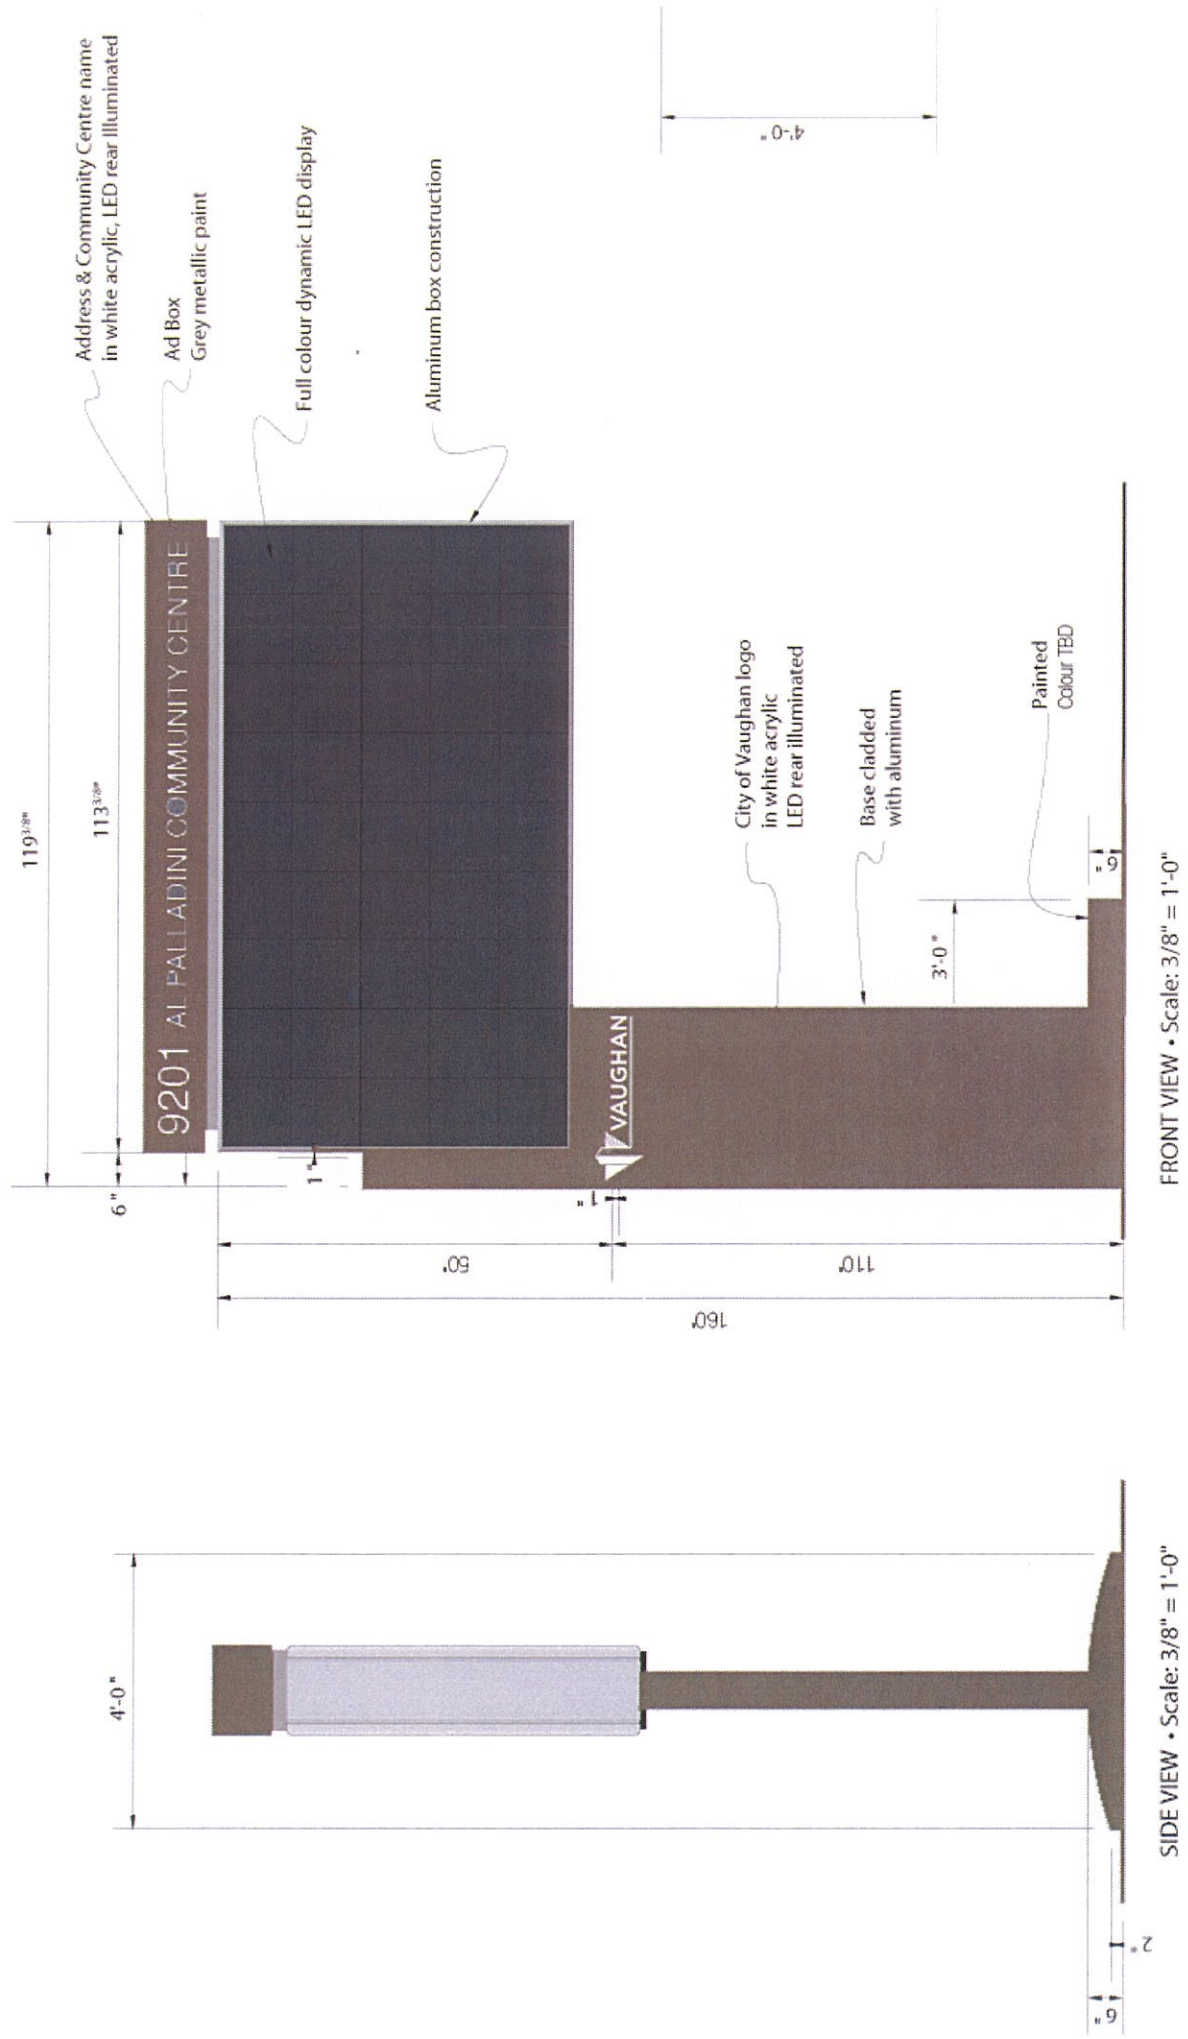 4'-0"
6"
2"
SIDE VIEW • Scale: 3/8" = 1'-0"
119 3/8"
113 3/8"
6"
9201 AL PALLADINI COMMUNITY CENTRE
Address & Community Centre name
in white acrylic, LED rear Illuminated
Ad Box
Grey metallic paint
Full colour dynamic LED display
Aluminum box construction
1"
1"
50"
110"
160"
VAUGHAN
City of Vaughan logo
in white acrylic
LED rear illuminated
Base cladded
with aluminum
3'-0"
Painted
Colour TBD
6"
FRONT VIEW • Scale: 3/8" = 1'-0"
4'-0"